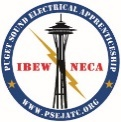 PUGET SOUND ELECTRICAL APPRENTICESHIP
IBEW NECA
WWW.PSEJATC.ORG